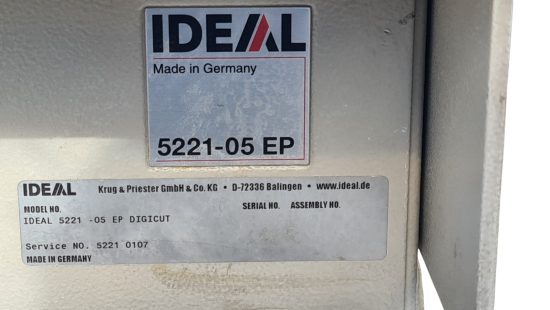 IDEAL
Made in Germany
5221-05 EP
IDEAL Krug & Priester GmbH & Co. KG • D-72336 Balingen • www.ideal.de
MODEL NO. SERIAL NO. ASSEMBLY NO.
IDEAL 5221 -05 EP DIGICUT
Service NO. 5221 0107
MADE IN GERMANY